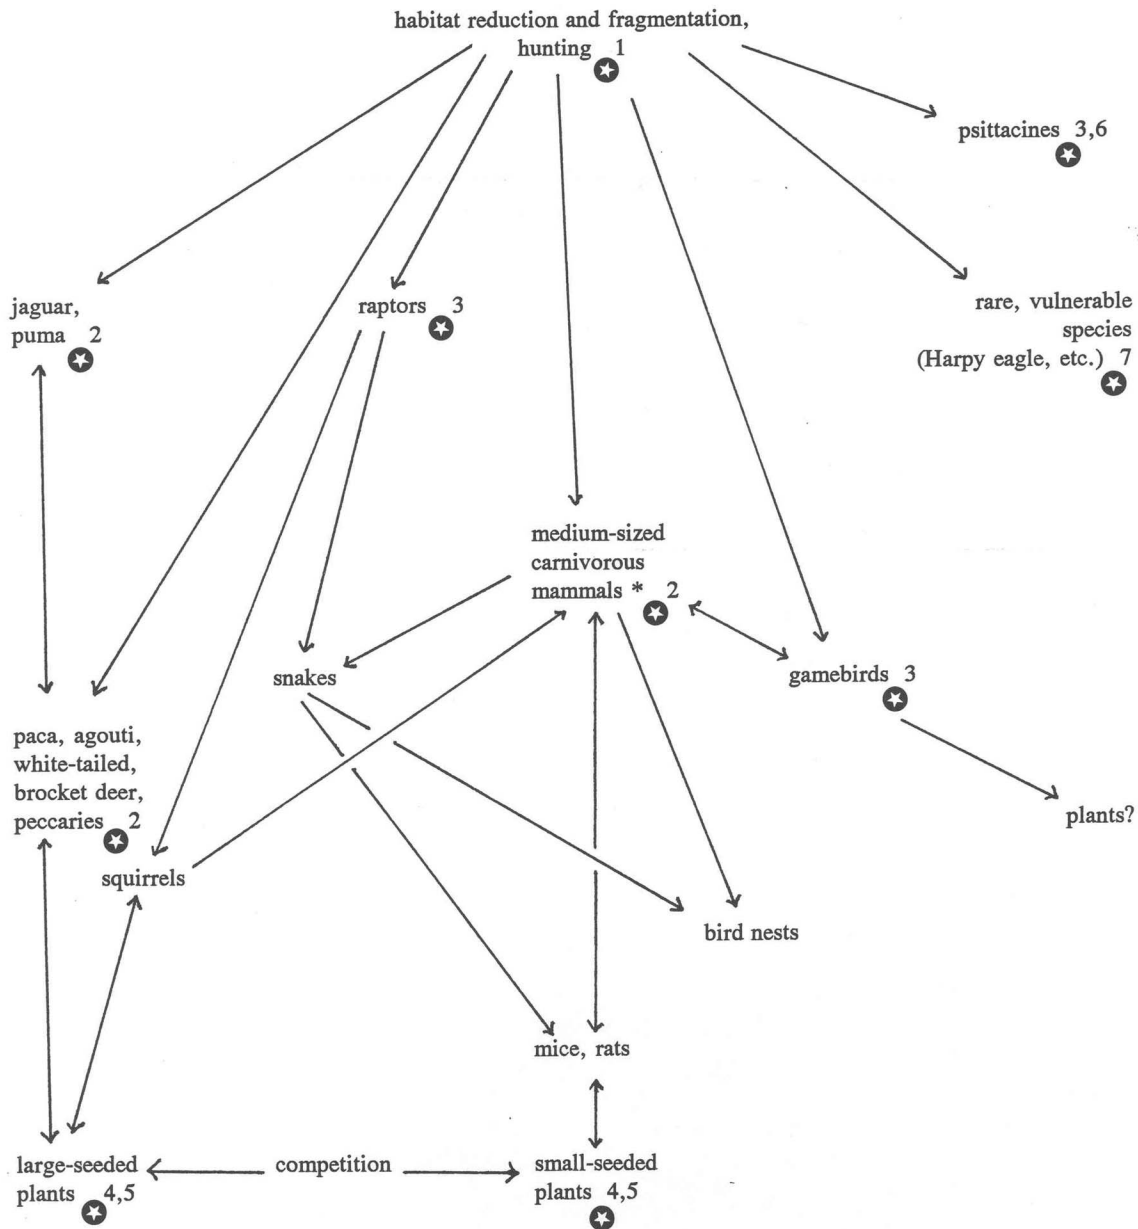 habitat reduction and fragmentation,
hunting 1
psittacines 3,6
jaguar,
puma 2
raptors 3
rare, vulnerable
species
(Harpy eagle, etc.) 7
medium-sized
carnivorous
mammals * 2
snakes
gamebirds 3
paca, agouti,
white-tailed,
brocket deer,
peccaries 2
plants?
squirrels
bird nests
mice, rats
large-seeded
plants 4,5
competition
small-seeded
plants 4,5